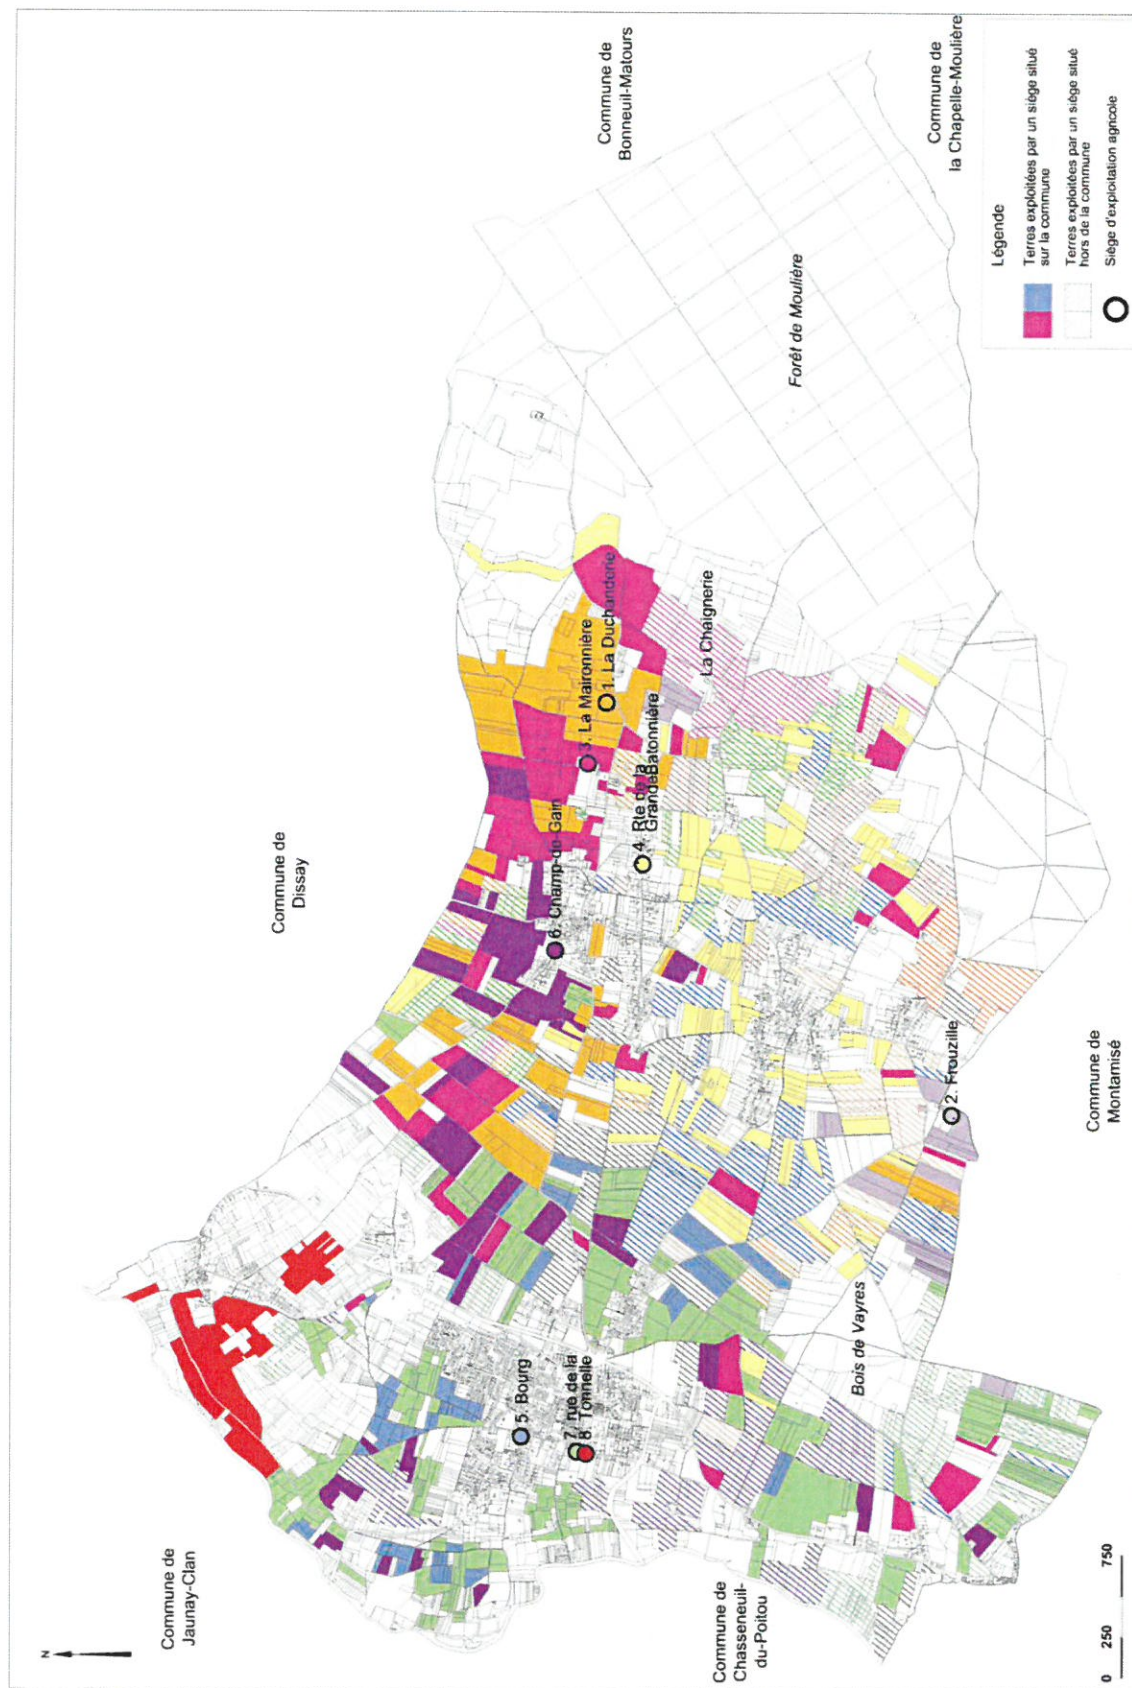 N
Commune de
Jaunay-Clan
Commune de
Dissay
Commune de
Bonneuil-Matours
5. Bourg
7. rue de la
8. Tonnelle
6. Champ-de-Gain
3. La Maironnière
1. La Duchanderie
4. Rte de la
Grande Batonnière
La Chaignerie
Forêt de Moulière
Commune de
Chasseneuil-
du-Poitou
Bois de Vayres
2. Frouzille
Commune de
Montamisé
Commune de
la Chapelle-Moulière
Légende
Terres exploitées par un siège situé
sur la commune
Terres exploitées par un siège situé
hors de la commune
Siège d'exploitation agricole
0 250 750